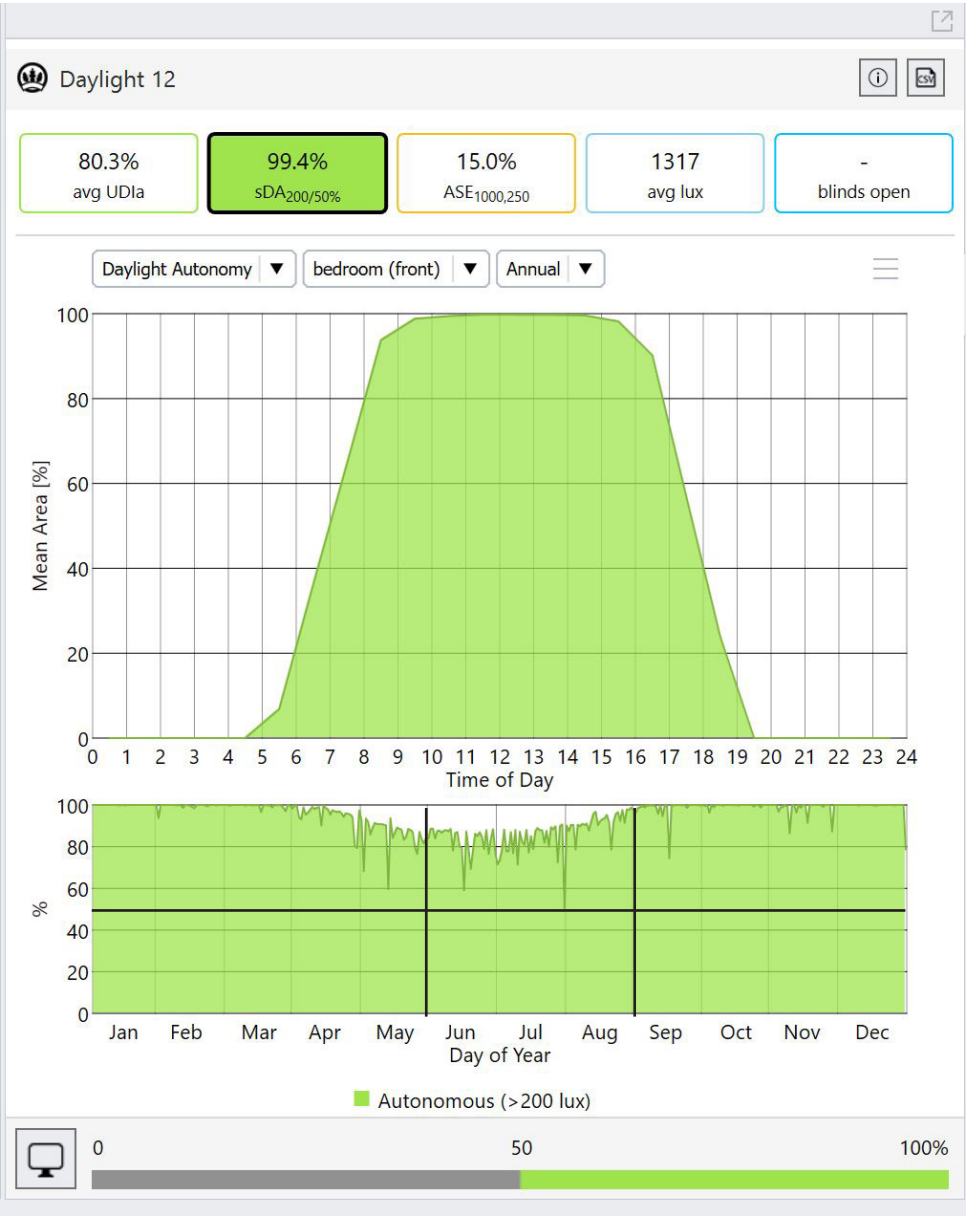 Daylight 12
CSV
80.3%
avg UDIa
99.4%
sDA200/50%
15.0%
ASE1000,250
1317
avg lux
-
blinds open
Daylight Autonomy
bedroom (front)
Annual
Mean Area [%]
100
80
60
40
20
0
0 1 2 3 4 5 6 7 8 9 10 11 12 13 14 15 16 17 18 19 20 21 22 23 24
Time of Day
%
100
80
60
40
20
0
Jan Feb Mar Apr May Jun Jul Aug Sep Oct Nov Dec
Day of Year
Autonomous (>200 lux)
0 50 100%